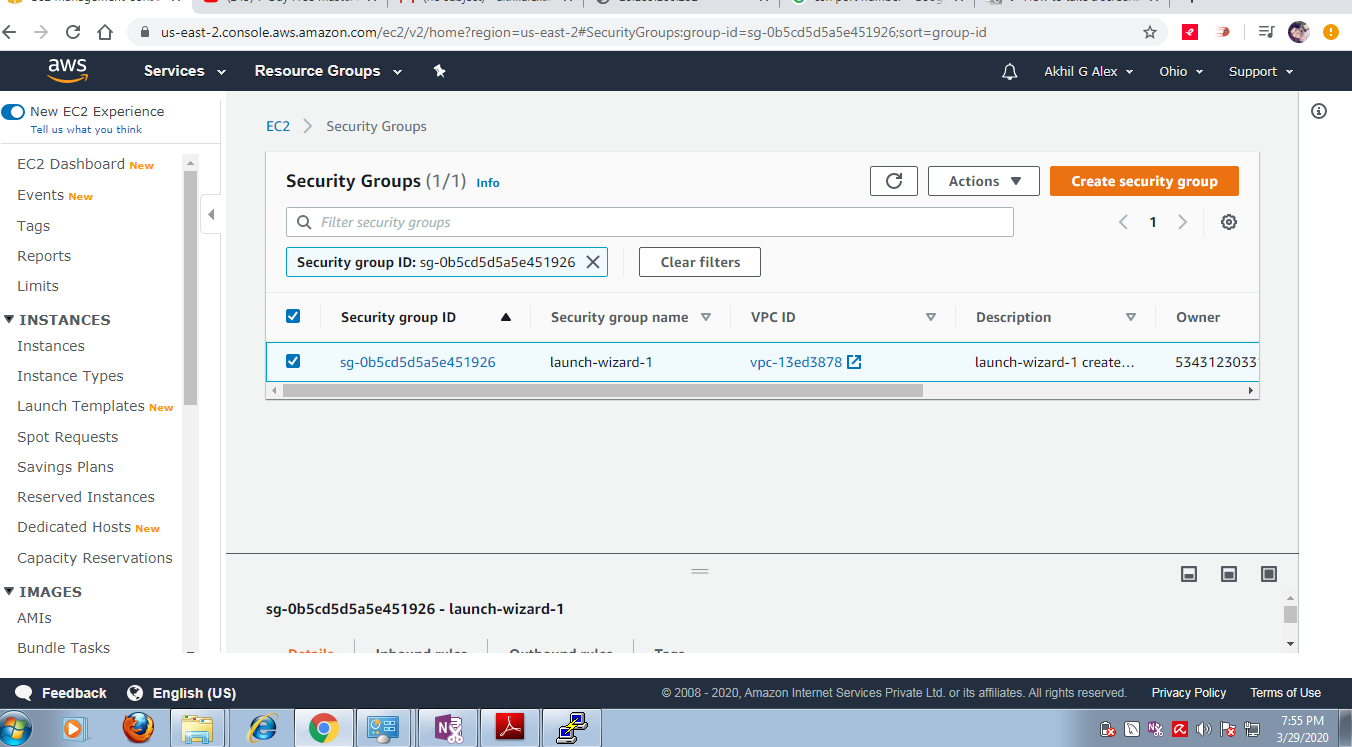 us-east-2.console.aws.amazon.com/ec2/v2/home?region=us-east-2#SecurityGroups:group-id=sg-0b5cd5d5a5e451926;sort=group-id
aws Services Resource Groups Akhil G Alex Ohio Support
New EC2 Experience
Tell us what you think
EC2 Dashboard New
Events New
Tags
Reports
Limits
INSTANCES
Instances
Instance Types
Launch Templates New
Spot Requests
Savings Plans
Reserved Instances
Dedicated Hosts New
Capacity Reservations
IMAGES
AMIs
Bundle Tasks
EC2 Security Groups
Security Groups (1/1) Info
Actions Create security group
Filter security groups
1
Security group ID: sg-0b5cd5d5a5e451926 Clear filters
Security group ID Security group name VPC ID Description Owner
sg-0b5cd5d5a5e451926 launch-wizard-1 vpc-13ed3878 launch-wizard-1 create... 5343123033
sg-0b5cd5d5a5e451926 - launch-wizard-1
Details Inbound rules Outbound rules Tags
Feedback English (US) © 2008 - 2020, Amazon Internet Services Private Ltd. or its affiliates. All rights reserved. Privacy Policy Terms of Use
7:55 PM
3/29/2020